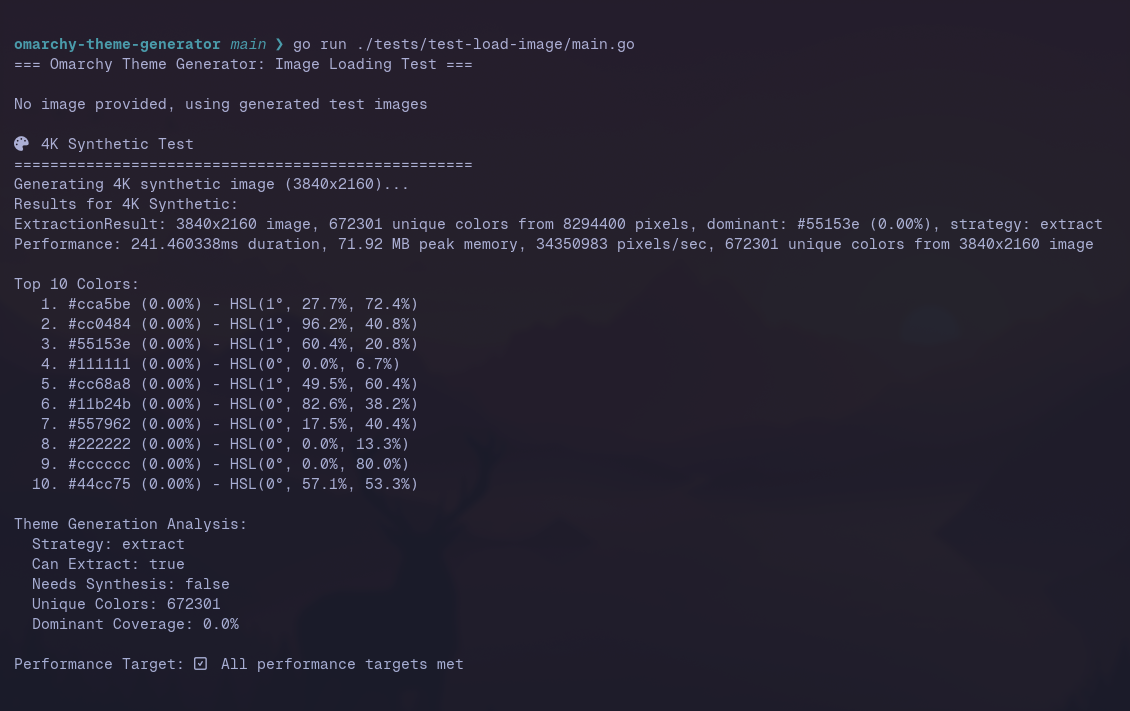 omarchy-theme-generator main ❯ go run ./tests/test-load-image/main.go
=== Omarchy Theme Generator: Image Loading Test ===
No image provided, using generated test images
4K Synthetic Test
===================================================
Generating 4K synthetic image (3840x2160)...
Results for 4K Synthetic:
ExtractionResult: 3840x2160 image, 672301 unique colors from 8294400 pixels, dominant: #55153e (0.00%), strategy: extract
Performance: 241.460338ms duration, 71.92 MB peak memory, 34350983 pixels/sec, 672301 unique colors from 3840x2160 image
Top 10 Colors:
1. #cca5be (0.00%) - HSL(1°, 27.7%, 72.4%)
2. #cc0484 (0.00%) - HSL(1°, 96.2%, 40.8%)
3. #55153e (0.00%) - HSL(1°, 60.4%, 20.8%)
4. #111111 (0.00%) - HSL(0°, 0.0%, 6.7%)
5. #cc68a8 (0.00%) - HSL(1°, 49.5%, 60.4%)
6. #11b24b (0.00%) - HSL(0°, 82.6%, 38.2%)
7. #557962 (0.00%) - HSL(0°, 17.5%, 40.4%)
8. #222222 (0.00%) - HSL(0°, 0.0%, 13.3%)
9. #cccccc (0.00%) - HSL(0°, 0.0%, 80.0%)
10. #44cc75 (0.00%) - HSL(0°, 57.1%, 53.3%)
Theme Generation Analysis:
Strategy: extract
Can Extract: true
Needs Synthesis: false
Unique Colors: 672301
Dominant Coverage: 0.0%
Performance Target: All performance targets met